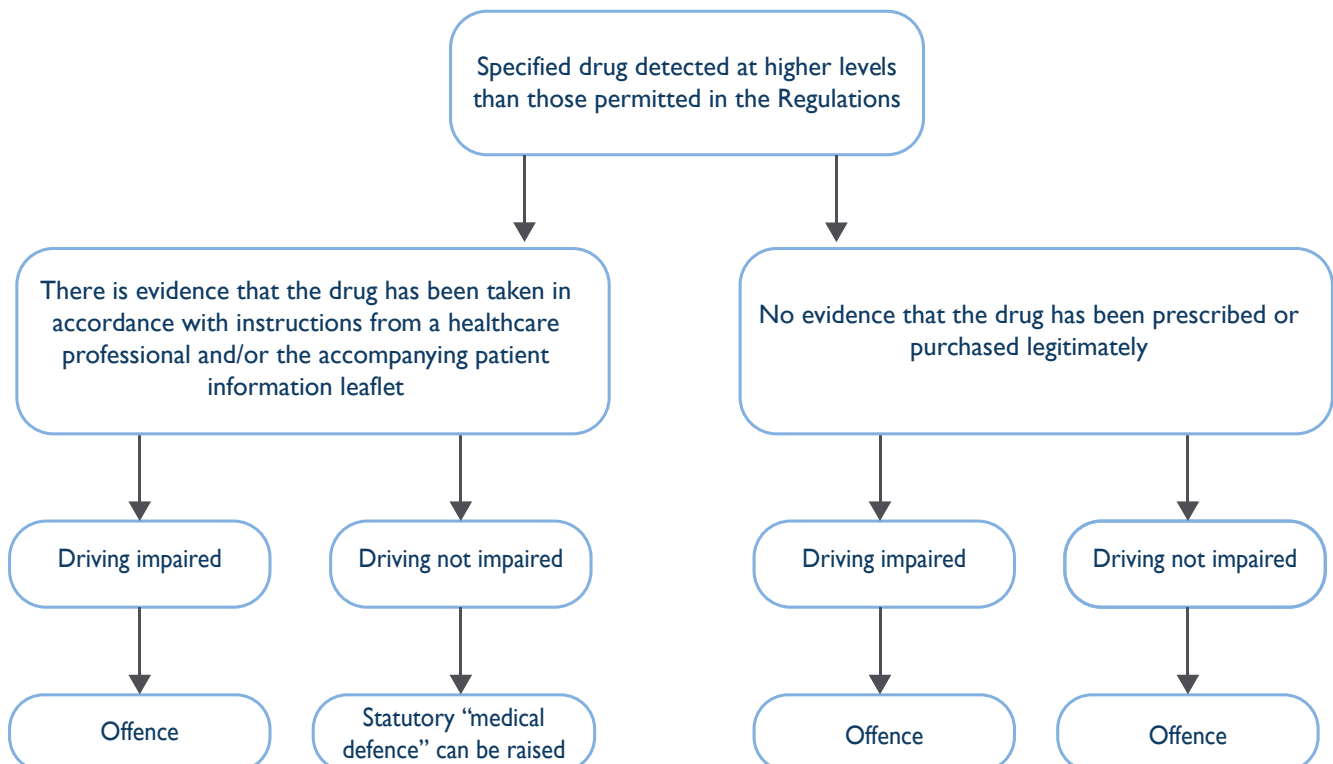 Specified drug detected at higher levels
than those permitted in the Regulations
There is evidence that the drug has been taken in
accordance with instructions from a healthcare
professional and/or the accompanying patient
information leaflet
No evidence that the drug has been prescribed or
purchased legitimately
Driving impaired
Driving not impaired
Driving impaired
Driving not impaired
Offence
Statutory “medical
defence” can be raised
Offence
Offence